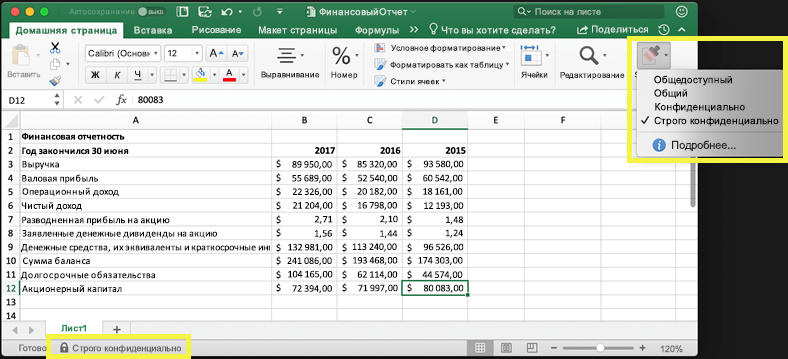 Автосохранение ВЫКЛ. ФинансовыйОтчет Поиск на листе
Домашняя страница Вставка Рисование Макет страницы Формулы Что вы хотите сделать? Поделиться
Вставить Calibri (Основн 12 Ж К Ч Выравнивание % Номер Условное форматирование Форматировать как таблицу Стили ячеек Ячейки Редактирование
Общедоступный
Общий
Конфиденциально
✓ Строго конфиденциально
Подробнее...
D12 fx 80083
A B C D E F
1 Финансовая отчетность
2 Год закончился 30 июня 2017 2016 2015
3 Выручка $ 89 950,00 $ 85 320,00 $ 93 580,00
4 Валовая прибыль $ 55 689,00 $ 52 540,00 $ 60 542,00
5 Операционный доход $ 22 326,00 $ 20 182,00 $ 18 161,00
6 Чистый доход $ 21 204,00 $ 16 798,00 $ 12 193,00
7 Разводненная прибыль на акцию $ 2,71 $ 2,10 $ 1,48
8 Заявленные денежные дивиденды на акцию $ 1,56 $ 1,44 $ 1,24
9 Денежные средства, их эквиваленты и краткосрочные ин $ 132 981,00 $ 113 240,00 $ 96 526,00
10 Сумма баланса $ 241 086,00 $ 193 468,00 $ 174 303,00
11 Долгосрочные обязательства $ 104 165,00 $ 62 114,00 $ 44 574,00
12 Акционерный капитал $ 72 394,00 $ 71 997,00 $ 80 083,00
13
14
Лист1 +
Готово Строго конфиденциально 120%